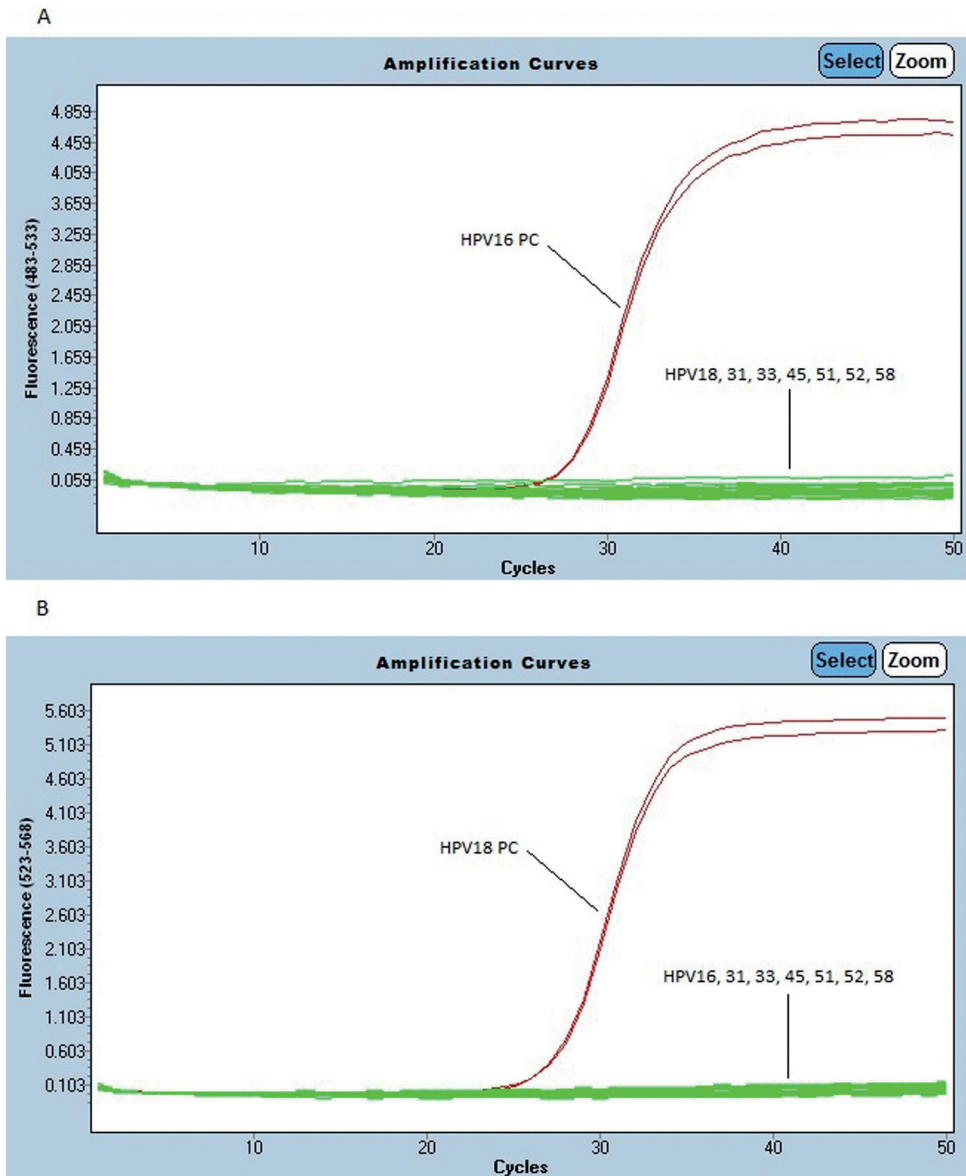 A
Amplification Curves
Select Zoom
4.859
4.459
4.059
3.659
3.259
2.859
2.459
2.059
1.659
1.259
0.859
0.459
0.059
Fluorescence (483-533)
HPV16 PC
HPV18, 31, 33, 45, 51, 52, 58
10 20 30 40 50
Cycles
B
Amplification Curves
Select Zoom
5.603
5.103
4.603
4.103
3.603
3.103
2.603
2.103
1.603
1.103
0.603
0.103
Fluorescence (523-568)
HPV18 PC
HPV16, 31, 33, 45, 51, 52, 58
10 20 30 40 50
Cycles